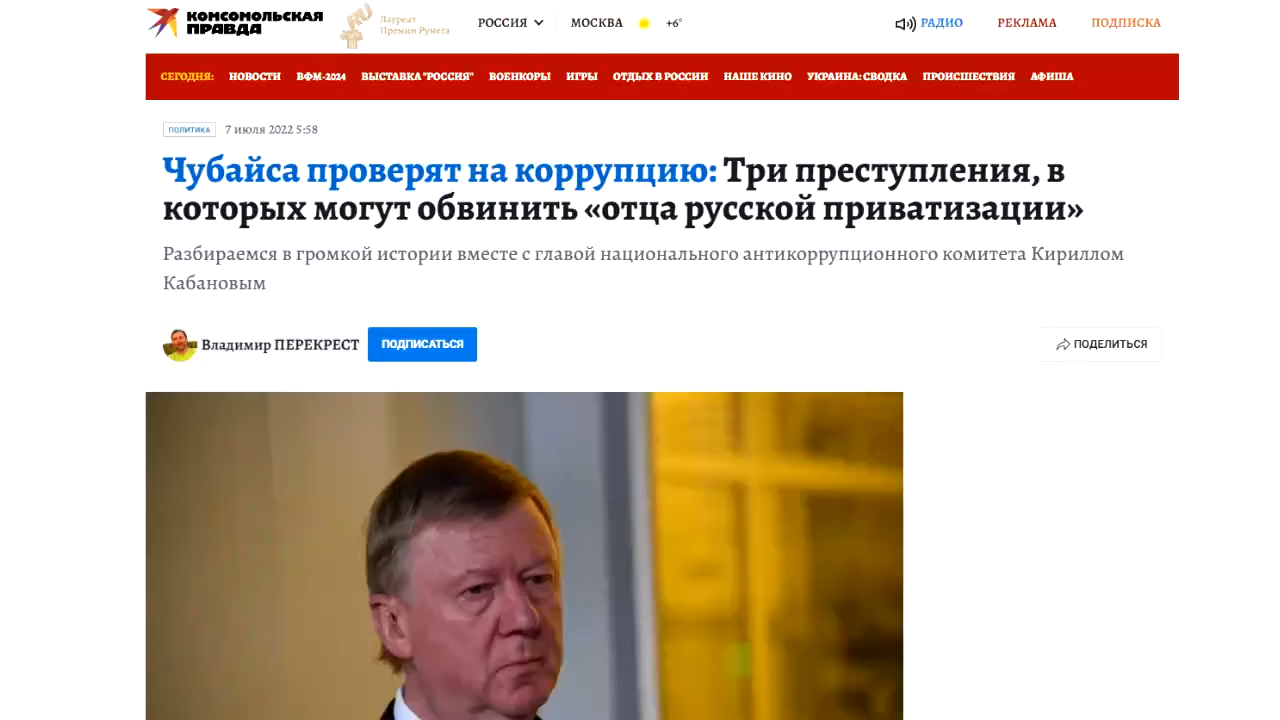 КОМСОМОЛЬСКАЯ
ПРАВДА
Лауреат
Премии Рунета
РОССИЯ
МОСКВА
+6°
РАДИО
РЕКЛАМА
ПОДПИСКА
СЕГОДНЯ: НОВОСТИ ВФМ-2024 ВЫСТАВКА "РОССИЯ" ВОЕНКОРЫ ИГРЫ ОТДЫХ В РОССИИ НАШЕ КИНО УКРАИНА: СВОДКА ПРОИСШЕСТВИЯ АФИША
ПОЛИТИКА 7 июля 2022 5:58
Чубайса проверят на коррупцию: Три преступления, в
которых могут обвинить «отца русской приватизации»
Разбираемся в громкой истории вместе с главой национального антикоррупционного комитета Кириллом
Кабановым
Владимир ПЕРЕКРЕСТ
ПОДПИСАТЬСЯ
ПОДЕЛИТЬСЯ